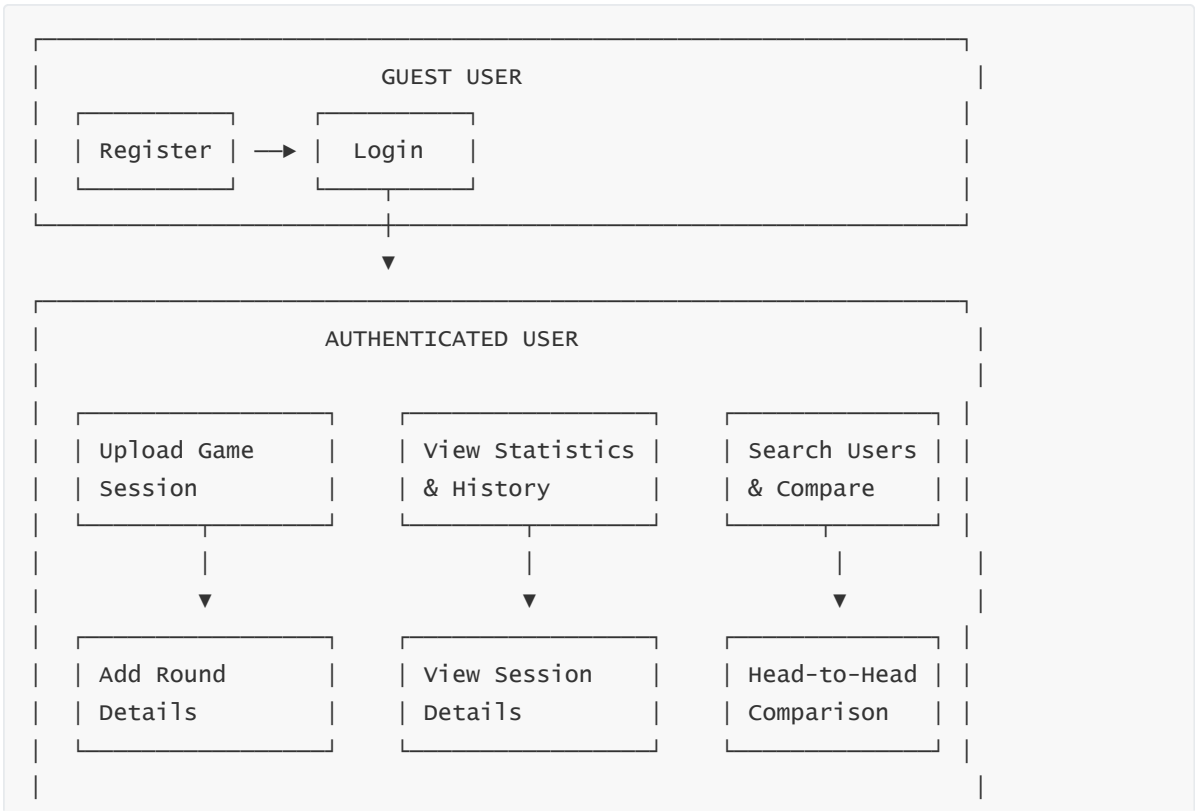 GUEST USER
Register Login
AUTHENTICATED USER
Upload Game View Statistics Search Users
Session & History & Compare
Add Round View Session Head-to-Head
Details Details Comparison